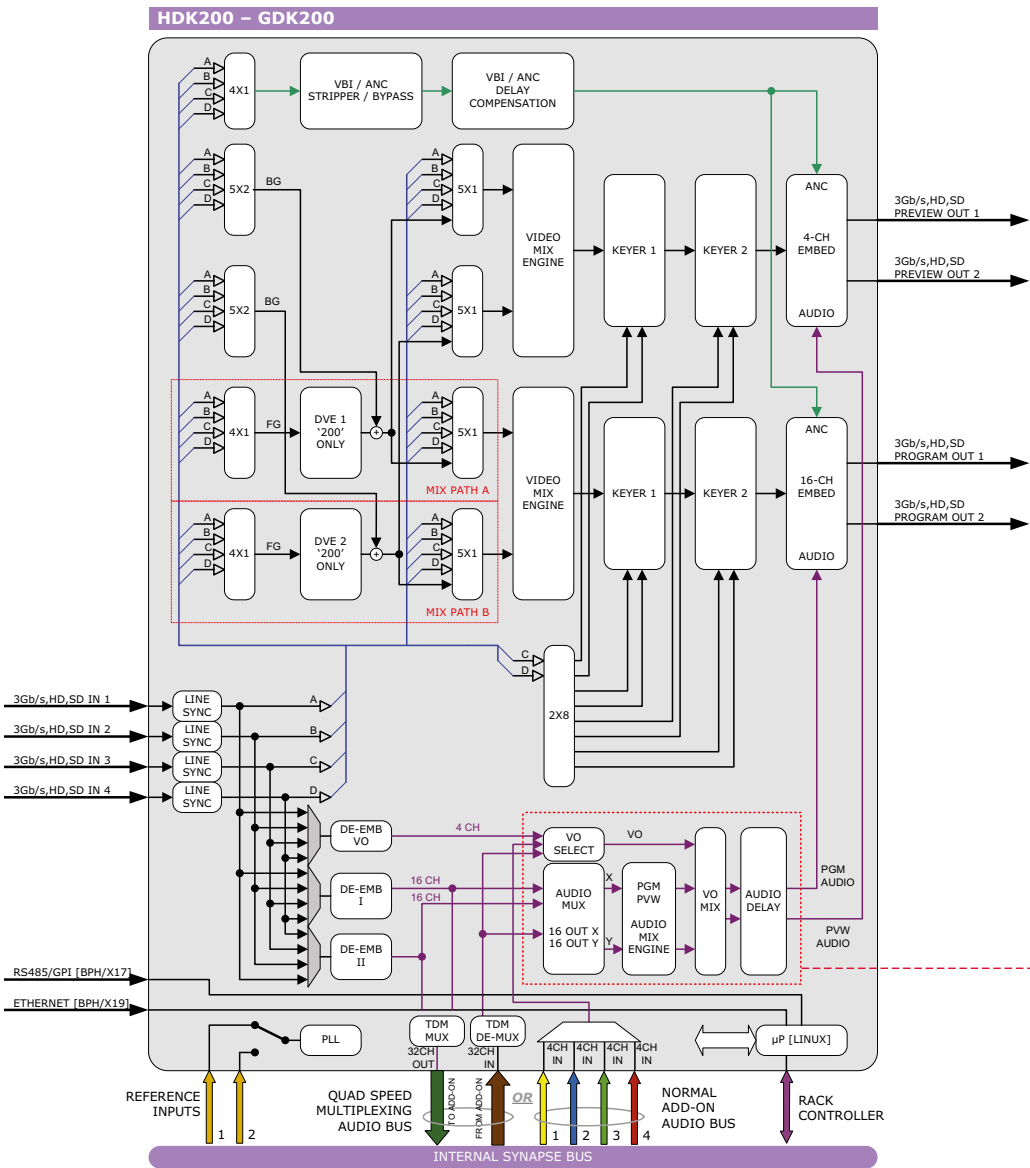 HDK200 – GDK200
A
B
C
D
4X1
VBI / ANC
STRIPPER / BYPASS
VBI / ANC
DELAY
COMPENSATION
A
B
C
D
5X2
BG
A
B
C
D
5X1
VIDEO
MIX
ENGINE
KEYER 1
KEYER 2
ANC
4-CH
EMBED
AUDIO
3Gb/s,HD,SD
PREVIEW OUT 1
3Gb/s,HD,SD
PREVIEW OUT 2
A
B
C
D
5X2
BG
A
B
C
D
5X1
A
B
C
D
4X1
FG
DVE 1
‘200’
ONLY
+
A
B
C
D
5X1
MIX PATH A
VIDEO
MIX
ENGINE
KEYER 1
KEYER 2
ANC
16-CH
EMBED
AUDIO
3Gb/s,HD,SD
PROGRAM OUT 1
3Gb/s,HD,SD
PROGRAM OUT 2
A
B
C
D
4X1
FG
DVE 2
‘200’
ONLY
+
A
B
C
D
5X1
MIX PATH B
C
D
2X8
3Gb/s,HD,SD IN 1
LINE
SYNC
A
3Gb/s,HD,SD IN 2
LINE
SYNC
B
3Gb/s,HD,SD IN 3
LINE
SYNC
C
3Gb/s,HD,SD IN 4
LINE
SYNC
D
DE-EMB
VO
4 CH
VO
SELECT
VO
DE-EMB
I
16 CH
16 CH
DE-EMB
II
AUDIO
MUX
16 OUT X
16 OUT Y
X
Y
PGM
PVW
AUDIO
MIX
ENGINE
VO
MIX
AUDIO
DELAY
PGM
AUDIO
PVW
AUDIO
RS485/GPI [BPH/X17]
ETHERNET [BPH/X19]
PLL
TDM
MUX
32CH
OUT
TDM
DE-MUX
32CH
IN
4CH
IN
4CH
IN
4CH
IN
4CH
IN
µP [LINUX]
REFERENCE
INPUTS
1
2
QUAD SPEED
MULTIPLEXING
AUDIO BUS
TO ADD-ON
FROM ADD-ON
OR
1
2
3
4
NORMAL
ADD-ON
AUDIO BUS
RACK
CONTROLLER
INTERNAL SYNAPSE BUS